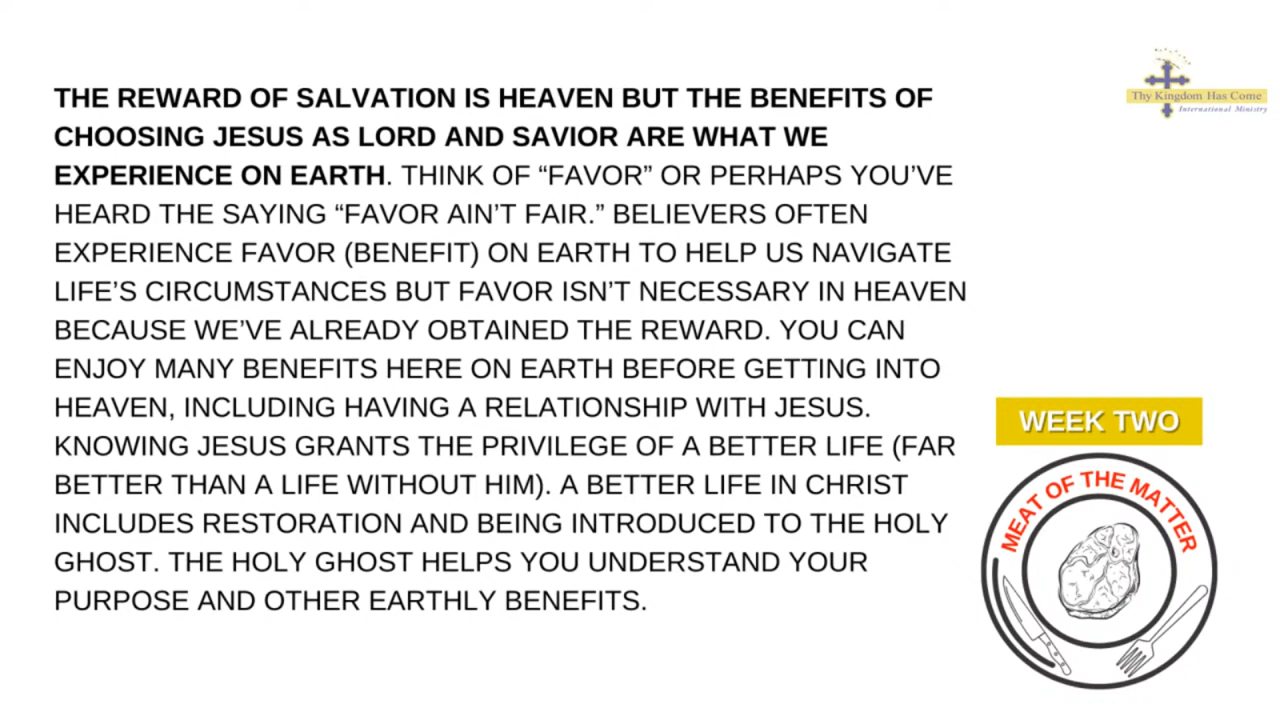 THE REWARD OF SALVATION IS HEAVEN BUT THE BENEFITS OF
CHOOSING JESUS AS LORD AND SAVIOR ARE WHAT WE
EXPERIENCE ON EARTH. THINK OF “FAVOR” OR PERHAPS YOU’VE
HEARD THE SAYING “FAVOR AIN’T FAIR.” BELIEVERS OFTEN
EXPERIENCE FAVOR (BENEFIT) ON EARTH TO HELP US NAVIGATE
LIFE’S CIRCUMSTANCES BUT FAVOR ISN’T NECESSARY IN HEAVEN
BECAUSE WE’VE ALREADY OBTAINED THE REWARD. YOU CAN
ENJOY MANY BENEFITS HERE ON EARTH BEFORE GETTING INTO
HEAVEN, INCLUDING HAVING A RELATIONSHIP WITH JESUS.
KNOWING JESUS GRANTS THE PRIVILEGE OF A BETTER LIFE (FAR
BETTER THAN A LIFE WITHOUT HIM). A BETTER LIFE IN CHRIST
INCLUDES RESTORATION AND BEING INTRODUCED TO THE HOLY
GHOST. THE HOLY GHOST HELPS YOU UNDERSTAND YOUR
PURPOSE AND OTHER EARTHLY BENEFITS.
Thy Kingdom Has Come
International Ministry
WEEK TWO
MEAT OF THE MATTER